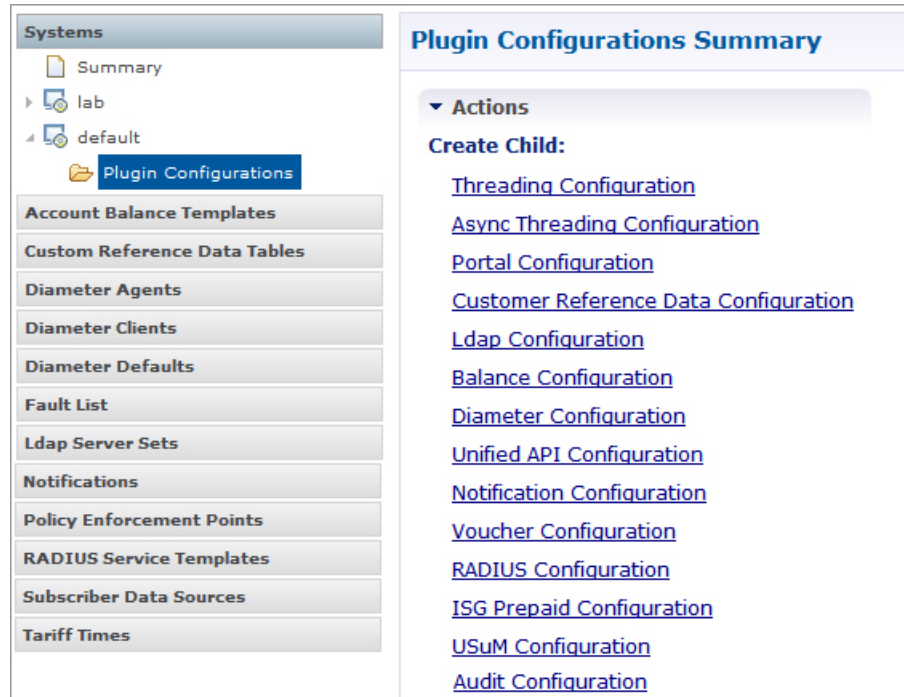 Systems
Summary
lab
default
Plugin Configurations
Account Balance Templates
Custom Reference Data Tables
Diameter Agents
Diameter Clients
Diameter Defaults
Fault List
Ldap Server Sets
Notifications
Policy Enforcement Points
RADIUS Service Templates
Subscriber Data Sources
Tariff Times
Plugin Configurations Summary
Actions
Create Child:
Threading Configuration
Async Threading Configuration
Portal Configuration
Customer Reference Data Configuration
Ldap Configuration
Balance Configuration
Diameter Configuration
Unified API Configuration
Notification Configuration
Voucher Configuration
RADIUS Configuration
ISG Prepaid Configuration
USuM Configuration
Audit Configuration